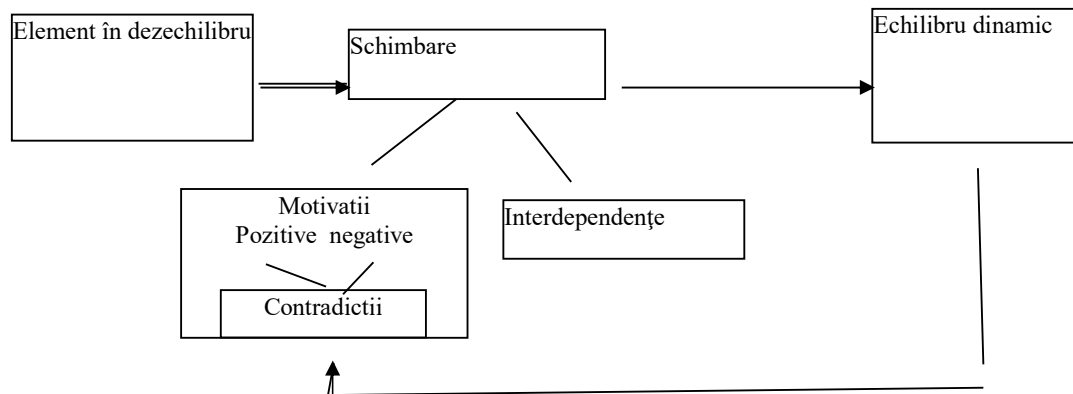 Element în dezechilibru
Schimbare
Echilibru dinamic
Motivatii
Pozitive negative
Contradictii
Interdependenţe